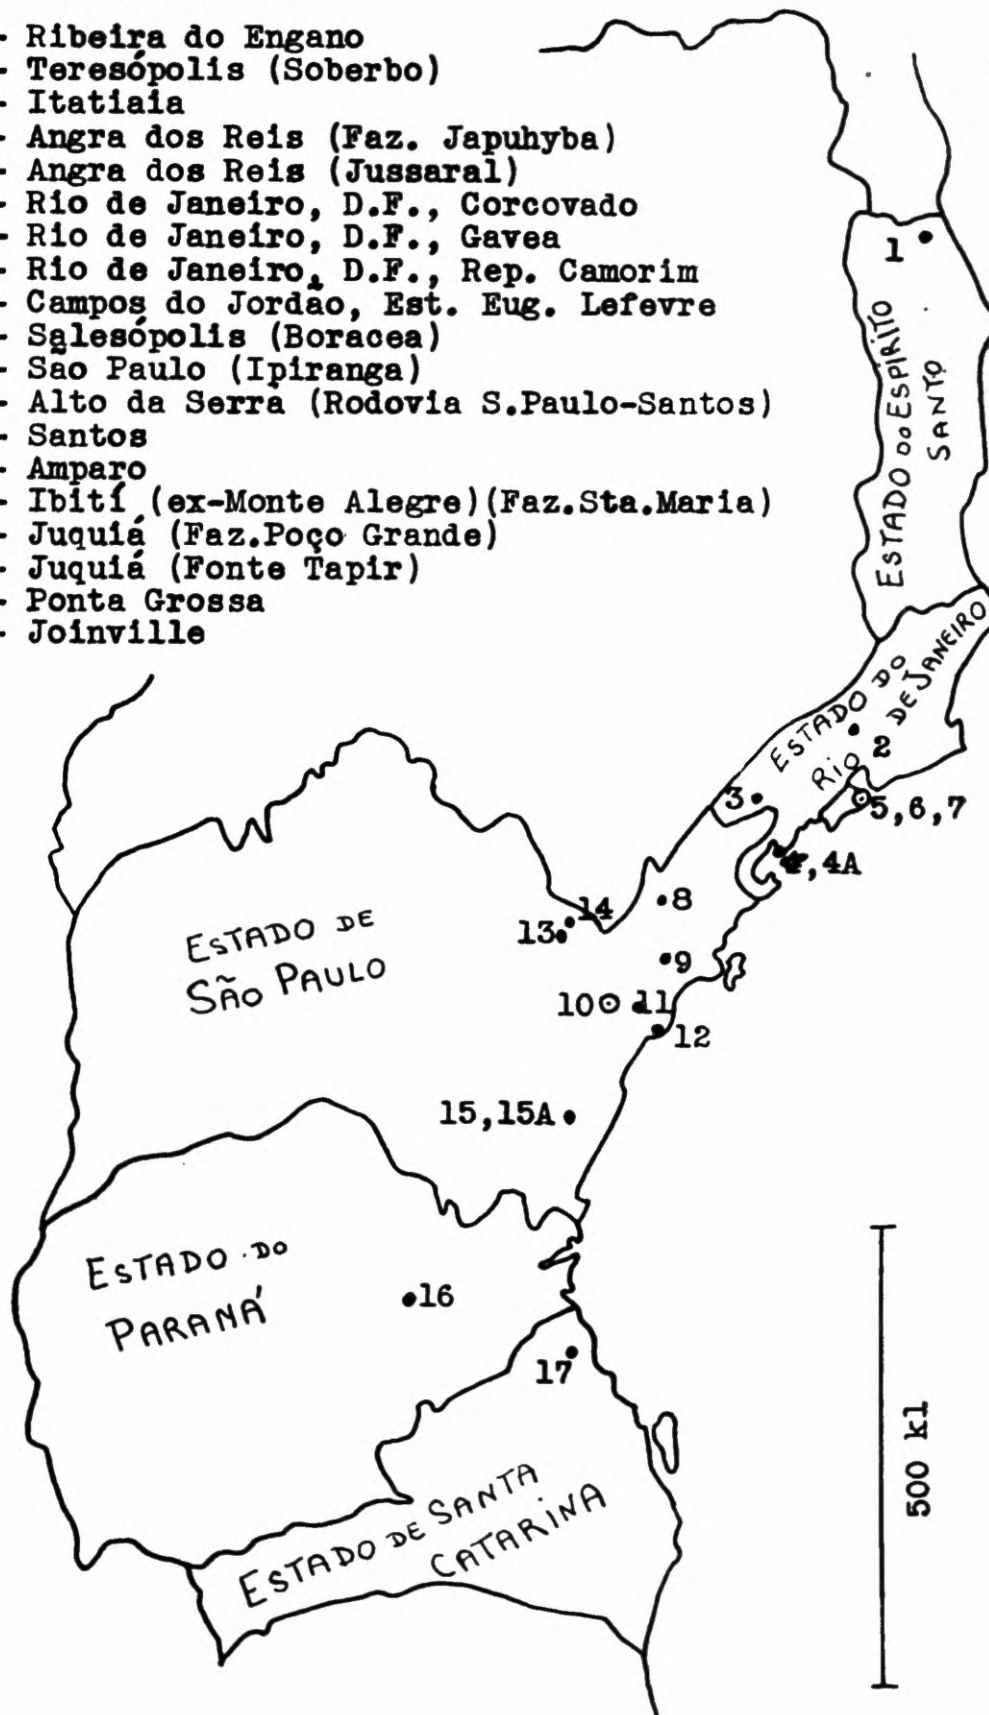 - Ribeira do Engano
- Teresópolis (Soberbo)
- Itatiaia
- Angra dos Reis (Faz. Japuhyba)
- Angra dos Reis (Jussaral)
- Rio de Janeiro, D.F., Corcovado
- Rio de Janeiro, D.F., Gavea
- Rio de Janeiro, D.F., Rep. Camorim
- Campos do Jordão, Est. Eug. Lefevre
- Salesópolis (Boracea)
- São Paulo (Ipiranga)
- Alto da Serra (Rodovia S.Paulo-Santos)
- Santos
- Amparo
- Ibití (ex-Monte Alegre)(Faz.Sta.Maria)
- Juquiá (Faz.Poço Grande)
- Juquiá (Fonte Tapir)
- Ponta Grossa
- Joinville
1
ESTADO DO ESPIRITO
SANTO
ESTADO DO
RIO DE JANEIRO
2
3
5,6,7
4,4A
8
14
13
9
ESTADO DE
SÃO PAULO
10
11
12
15,15A
ESTADO DO
PARANÁ
16
17
500 kl
ESTADO DE SANTA
CATARINA